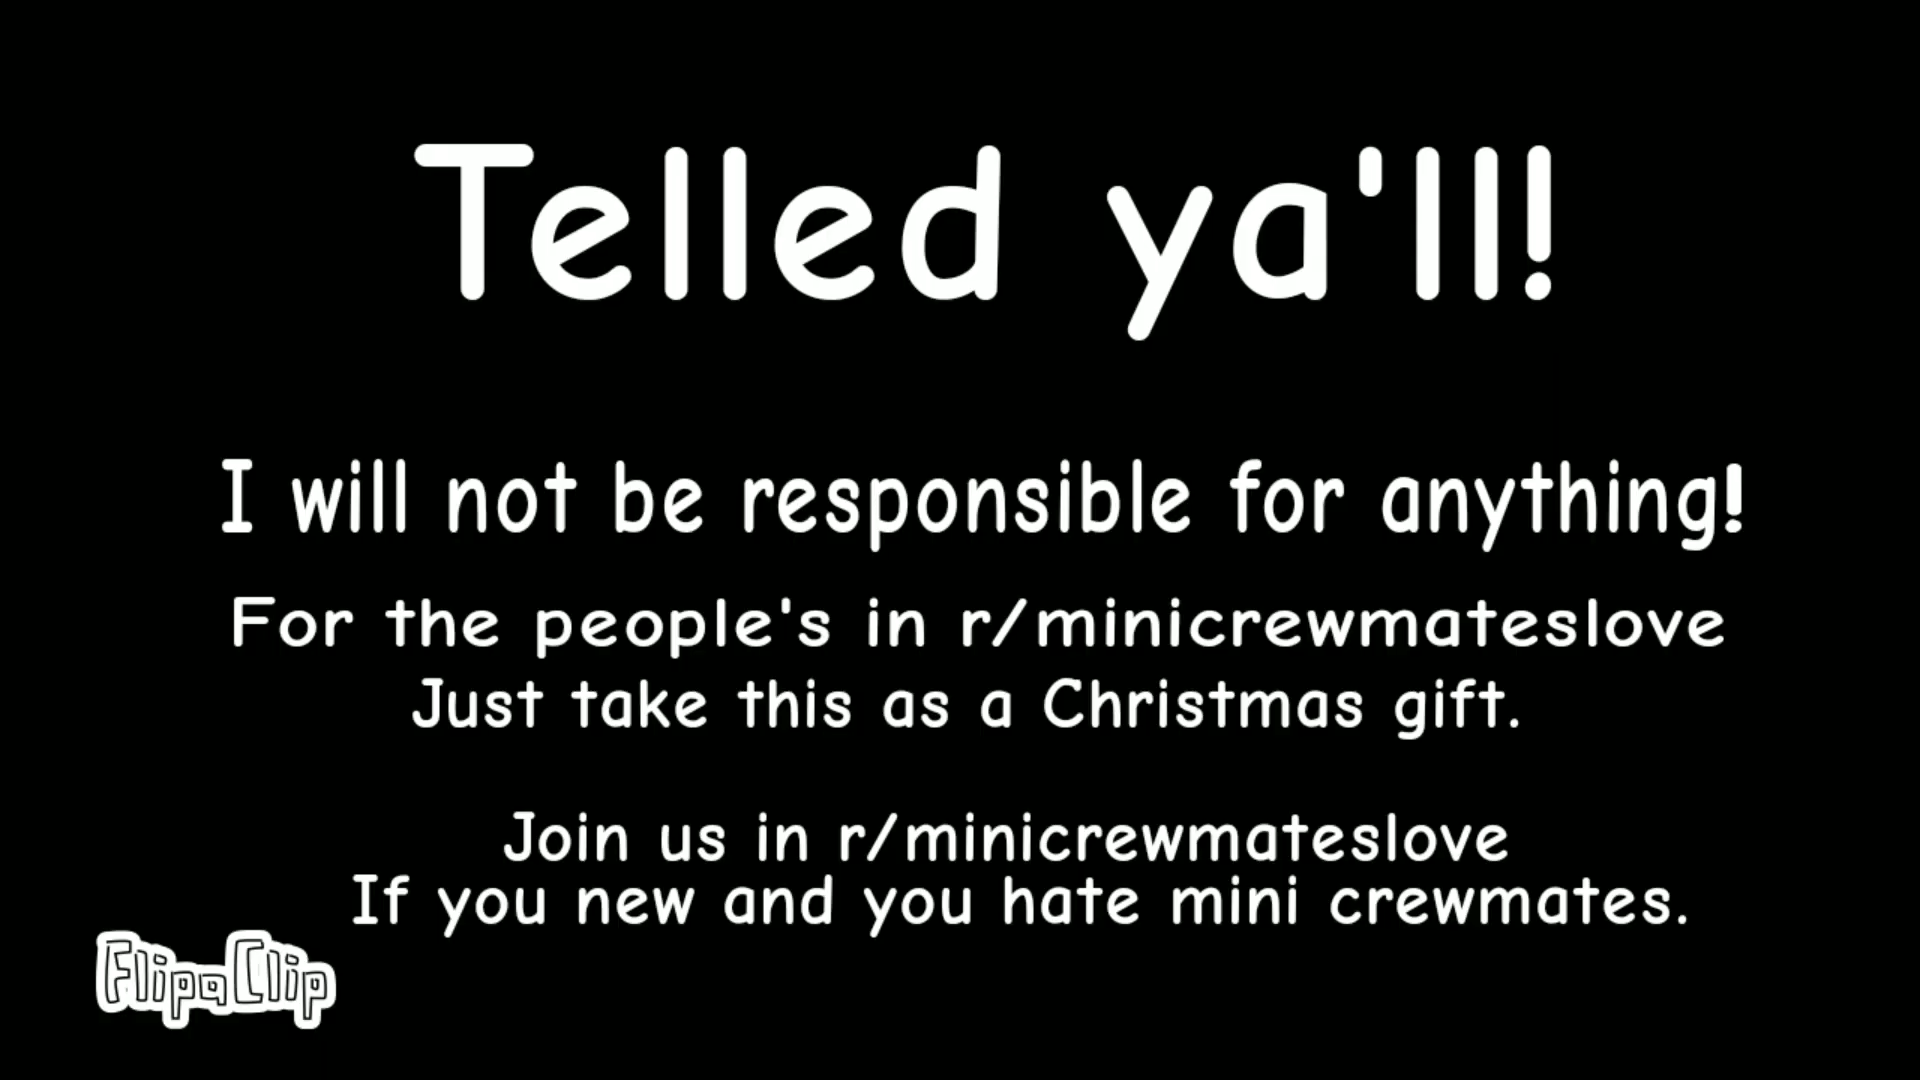 Telled ya'll!
I will not be responsible for anything!
For the people's in r/minicrewmateslove
Just take this as a Christmas gift.
Join us in r/minicrewmateslove
If you new and you hate mini crewmates.
FlipaClip